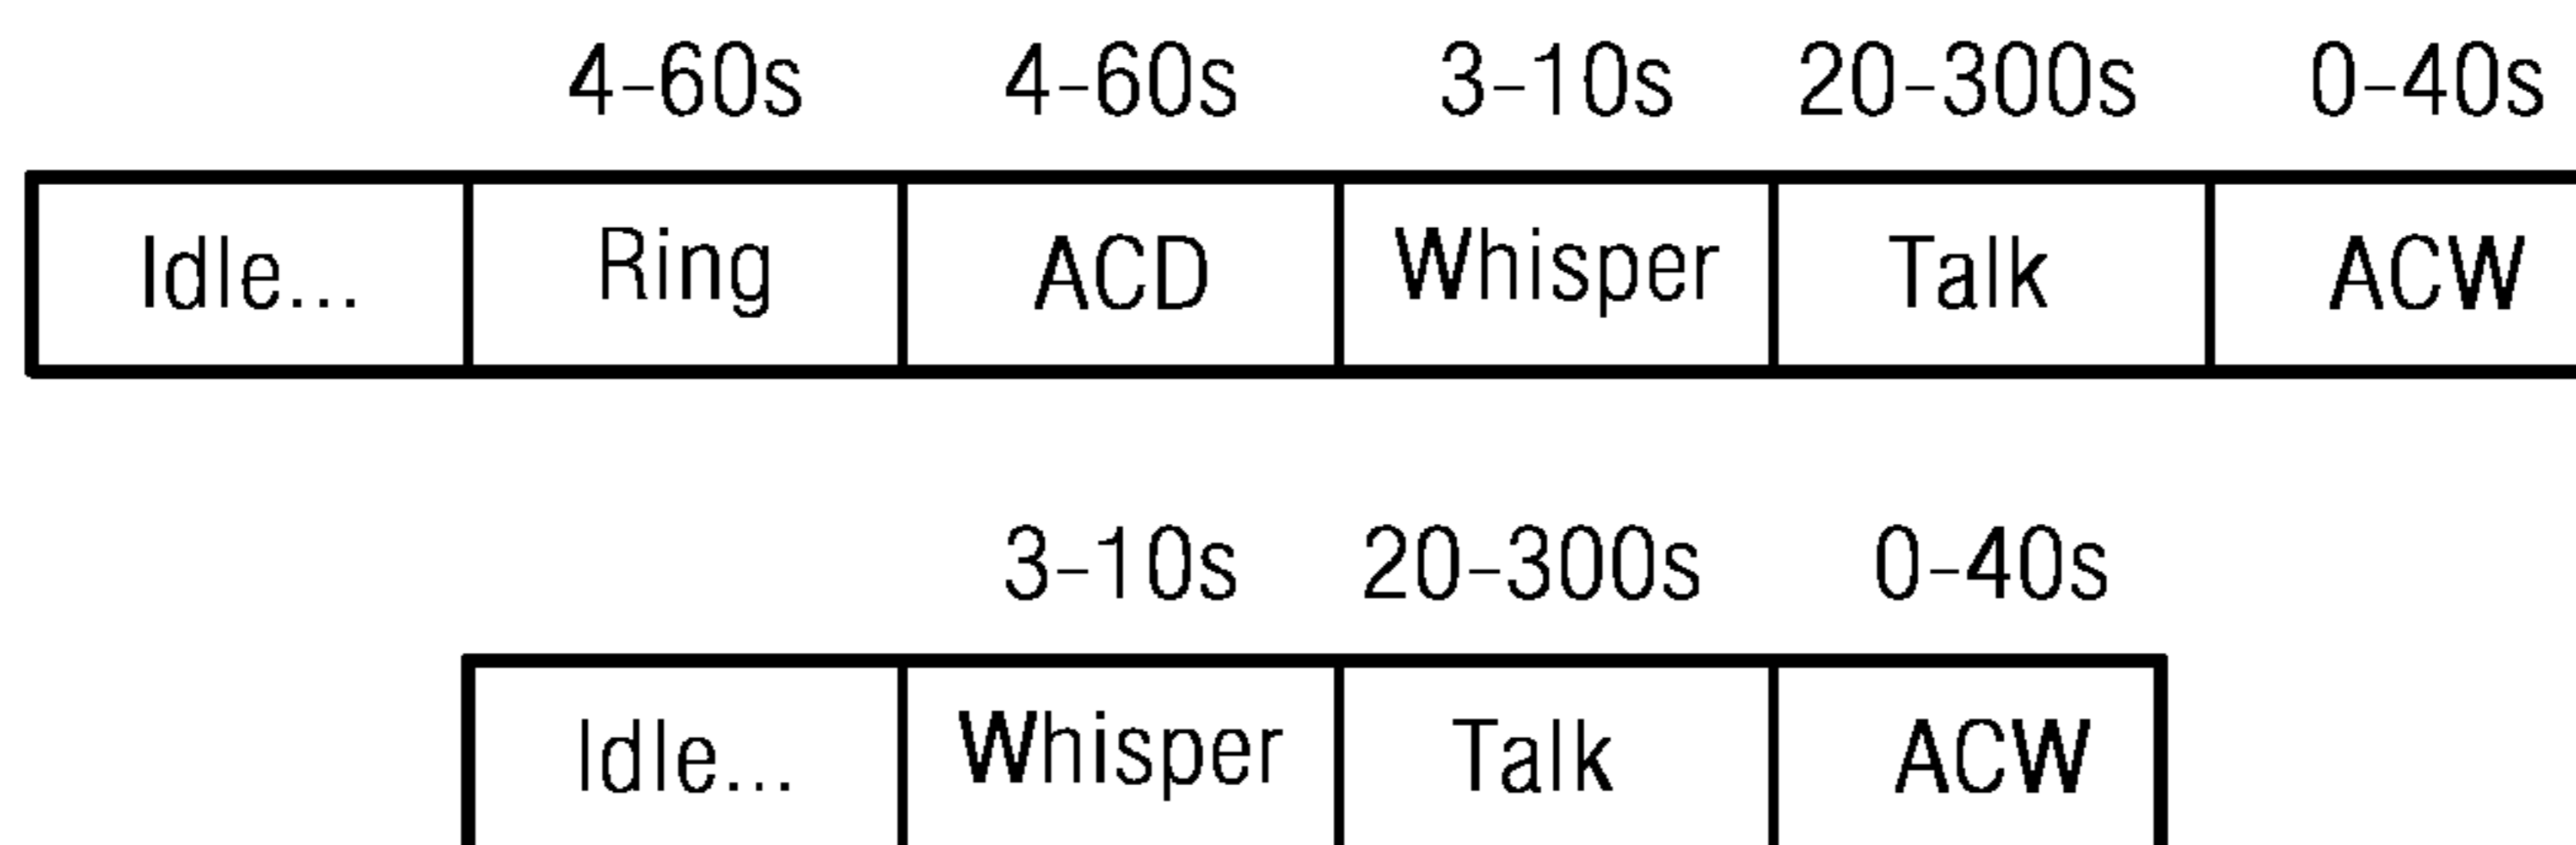 4-60s 4-60s 3-10s 20-300s 0-40s
Idle... Ring ACD Whisper Talk ACW
3-10s 20-300s 0-40s
Idle... Whisper Talk ACW